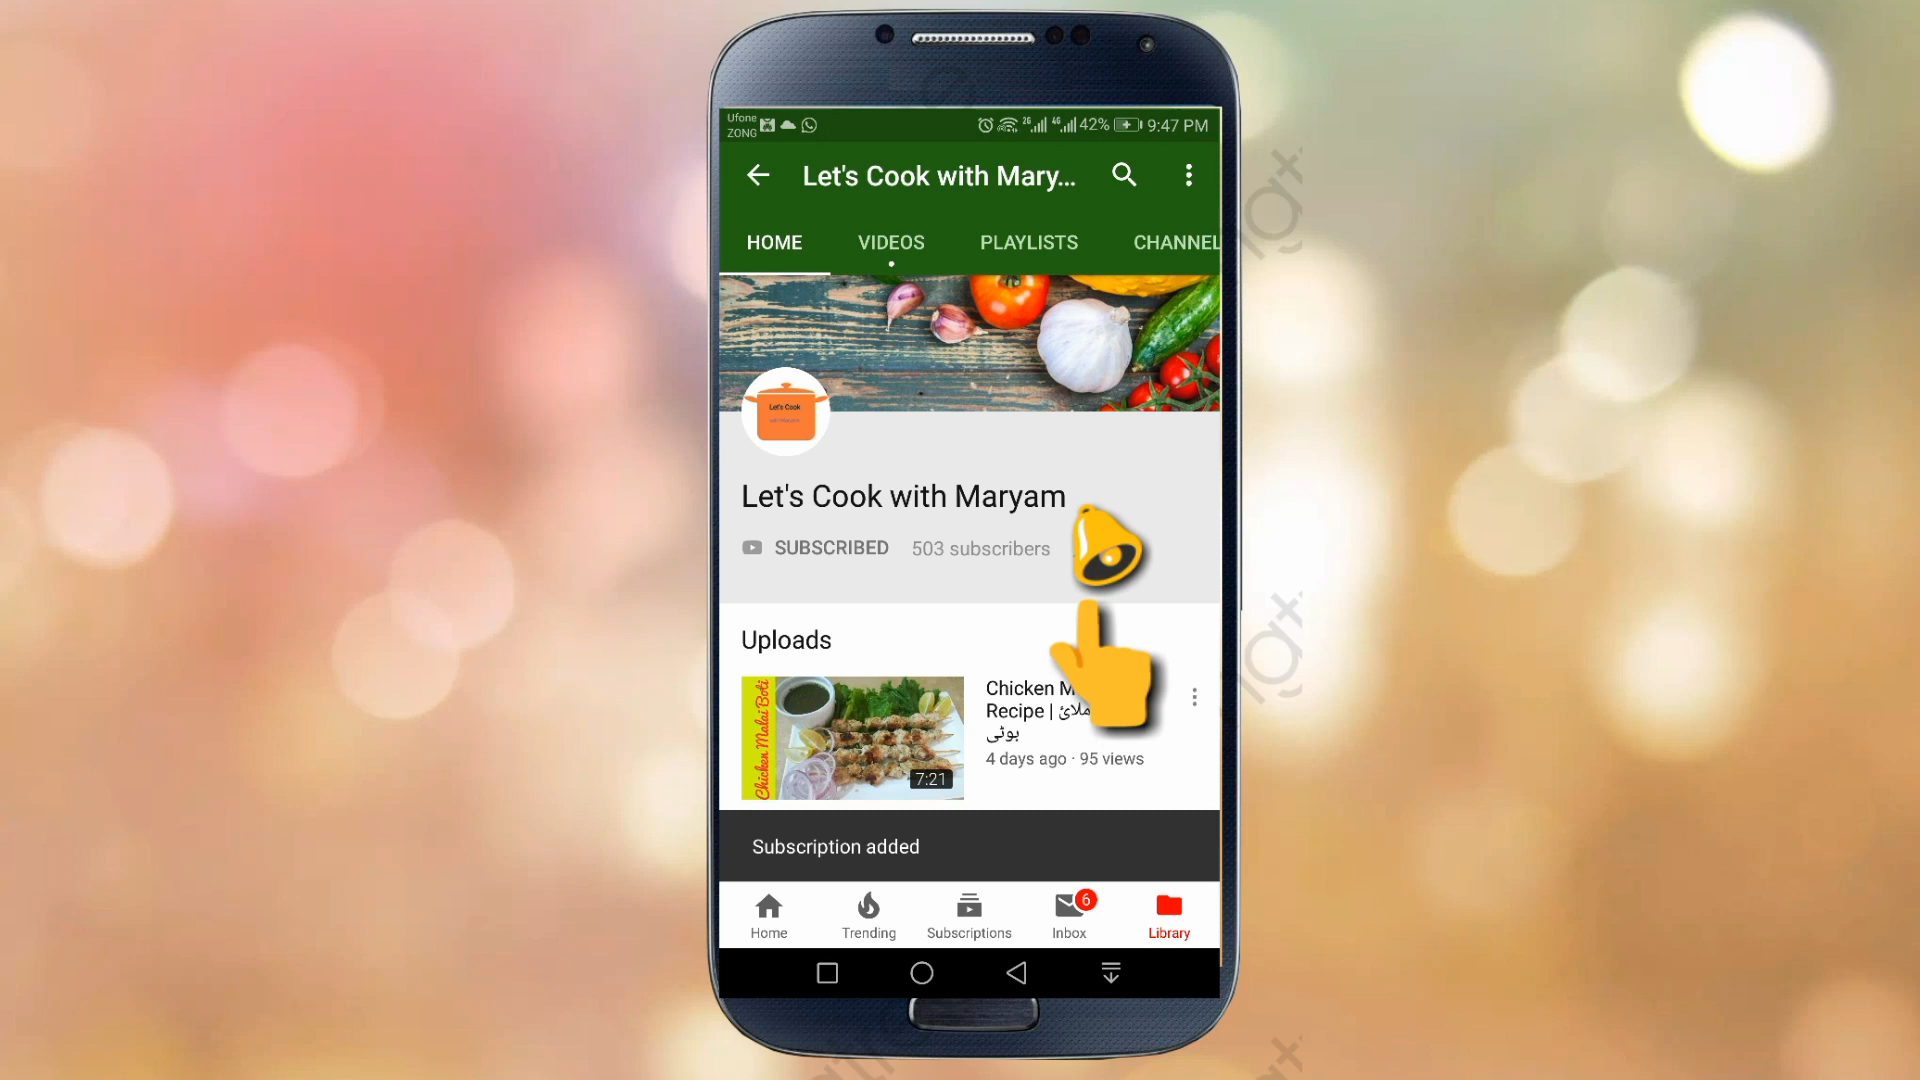 Ufone
ZONG
2G 4G 42% 9:47 PM
Let's Cook with Mary...
HOME VIDEOS PLAYLISTS CHANNEL
Let's Cook
Let's Cook with Maryam
SUBSCRIBED 503 subscribers
Uploads
Chicken Malai Boti
7:21
Chicken M
Recipe | ملائ
بوٹی
4 days ago · 95 views
Subscription added
6
Home Trending Subscriptions Inbox Library